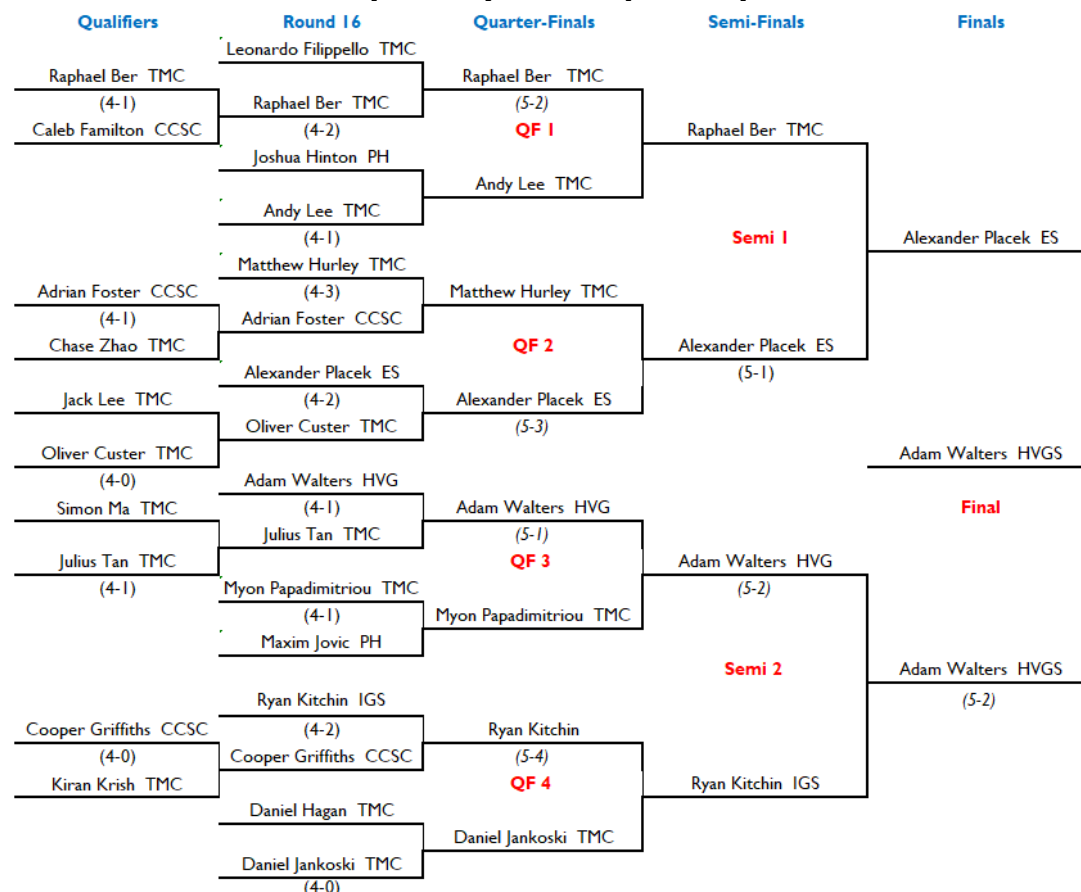 Qualifiers Round 16 Quarter-Finals Semi-Finals Finals
Leonardo Filippello TMC
Raphael Ber TMC
(4-1)
Caleb Familton CCSC
Raphael Ber TMC
(4-2)
Joshua Hinton PH
Andy Lee TMC
(4-1)
Matthew Hurley TMC
(4-3)
Adrian Foster CCSC
Adrian Foster CCSC
(4-1)
Chase Zhao TMC
Alexander Placek ES
(4-2)
Oliver Custer TMC
Jack Lee TMC
Oliver Custer TMC
(4-0)
Simon Ma TMC
Julius Tan TMC
(4-1)
Adam Walters HVG
(4-1)
Julius Tan TMC
Myon Papadimitriou TMC
(4-1)
Maxim Jovic PH
Ryan Kitchin IGS
(4-2)
Cooper Griffiths CCSC
Cooper Griffiths CCSC
(4-0)
Kiran Krish TMC
Daniel Hagan TMC
Daniel Jankoski TMC
(4-0)
Raphael Ber TMC
(5-2)
QF 1
Andy Lee TMC
Matthew Hurley TMC
QF 2
Alexander Placek ES
(5-3)
Adam Walters HVG
(5-1)
QF 3
Myon Papadimitriou TMC
Ryan Kitchin
(5-4)
QF 4
Daniel Jankoski TMC
Raphael Ber TMC
Semi 1
Alexander Placek ES
(5-1)
Adam Walters HVG
(5-2)
Semi 2
Ryan Kitchin IGS
Alexander Placek ES
Adam Walters HVGS
Final
Adam Walters HVGS
(5-2)